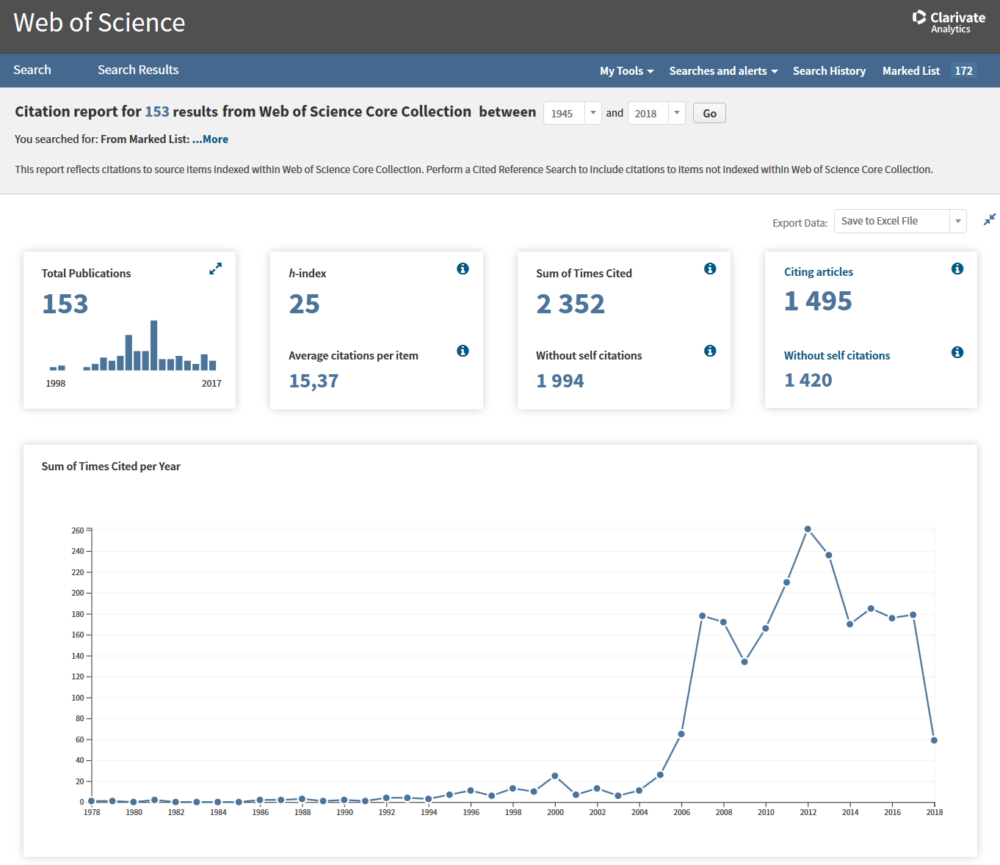 Web of Science
Clarivate
Analytics
Search Search Results My Tools Searches and alerts Search History Marked List 172
Citation report for 153 results from Web of Science Core Collection between 1945 and 2018 Go
You searched for: From Marked List: ...More
This report reflects citations to source items indexed within Web of Science Core Collection. Perform a Cited Reference Search to include citations to items not indexed within Web of Science Core Collection.
Export Data: Save to Excel File
Total Publications
153
1998 2017
h-index
25
Average citations per item
15,37
Sum of Times Cited
2 352
Without self citations
1 994
Citing articles
1 495
Without self citations
1 420
Sum of Times Cited per Year
260
240
220
200
180
160
140
120
100
80
60
40
20
0
1978 1980 1982 1984 1986 1988 1990 1992 1994 1996 1998 2000 2002 2004 2006 2008 2010 2012 2014 2016 2018